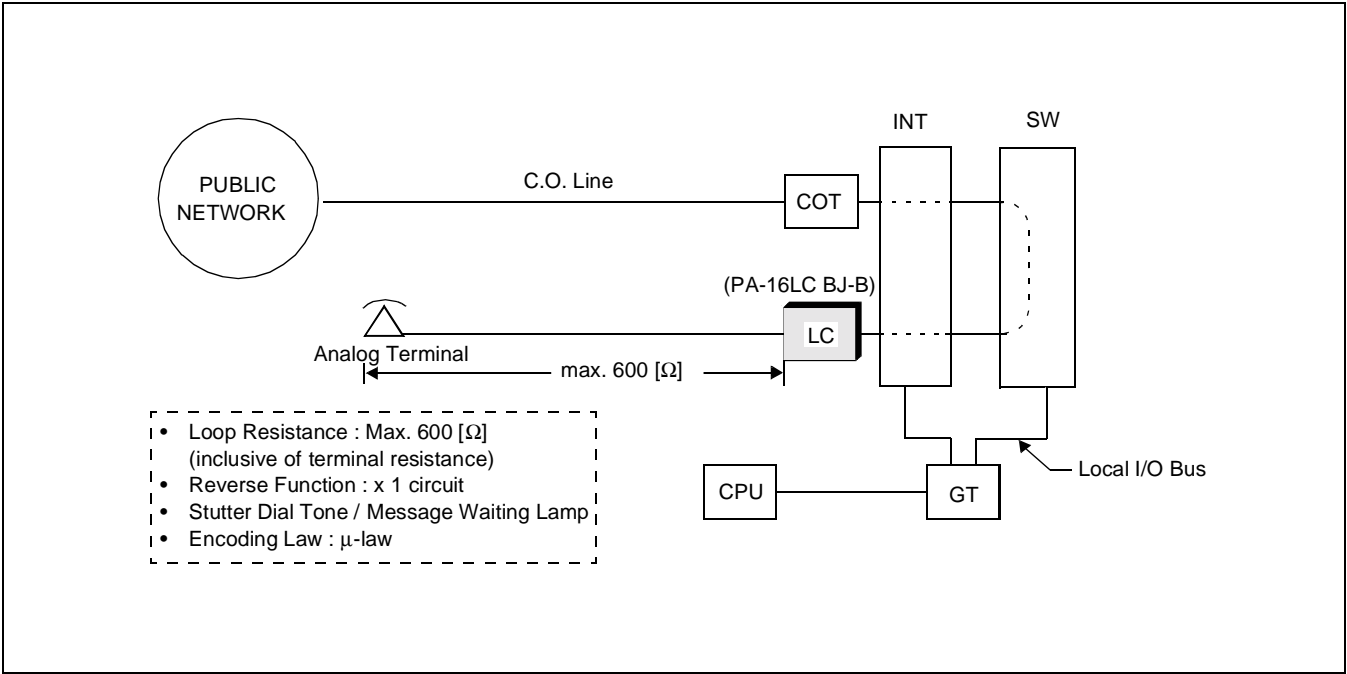 INT
SW
PUBLIC
NETWORK
C.O. Line
COT
(PA-16LC BJ-B)
LC
Analog Terminal
max. 600 [Ω]
• Loop Resistance : Max. 600 [Ω]
(inclusive of terminal resistance)
• Reverse Function : x 1 circuit
• Stutter Dial Tone / Message Waiting Lamp
• Encoding Law : μ-law
CPU
GT
Local I/O Bus